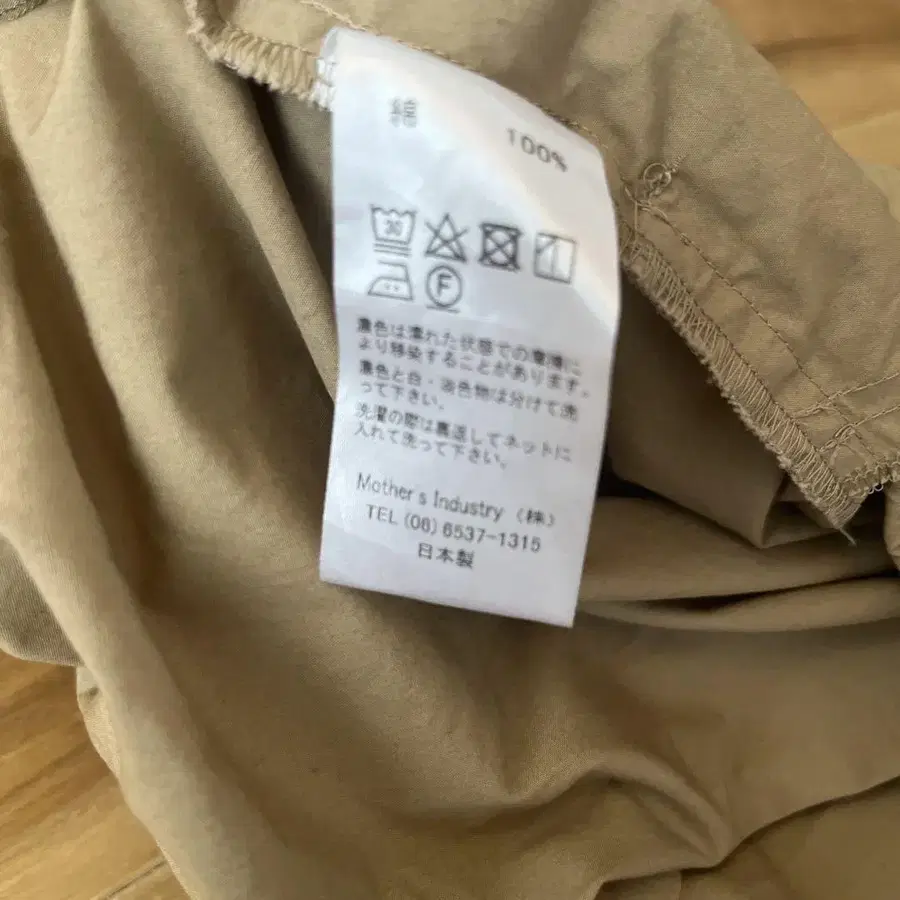 綿 100%
30
F
濃色は濡れた状態での電擦に
より移染することがあります。
濃色と白・淡色物は分けて洗
って下さい。
洗濯の際は裏返してネットに
入れて洗って下さい。
Mother's Industry (株)
TEL (06) 6537-1315
日本製